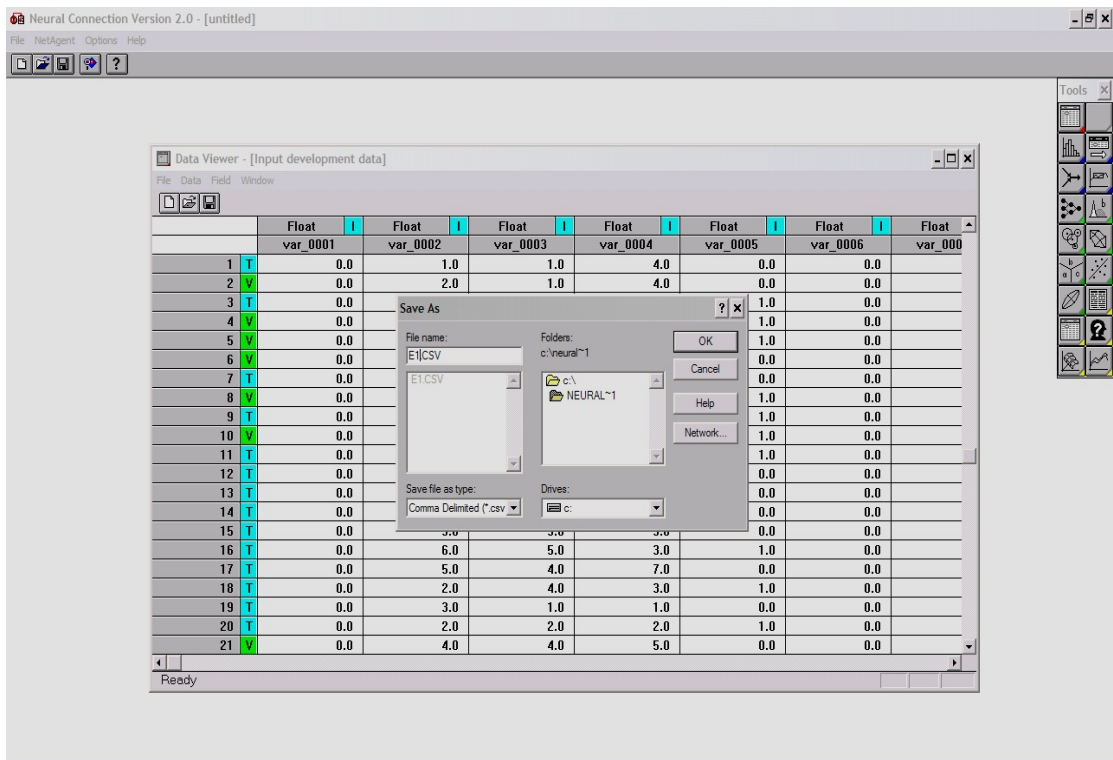 Neural Connection Version 2.0 - [untitled]
File NetAgent Options Help
Tools
Data Viewer - [Input development data]
File Data Field Window
Float I Float I Float I Float I Float I Float I Float
var_0001 var_0002 var_0003 var_0004 var_0005 var_0006 var_000
1 T 0.0 1.0 1.0 4.0 0.0 0.0
2 V 0.0 2.0 1.0 4.0 0.0 0.0
3 T 0.0 1.0 0.0
4 V 0.0 1.0 0.0
5 V 0.0 1.0 0.0
6 V 0.0 0.0 0.0
7 T 0.0 0.0 0.0
8 V 0.0 1.0 0.0
9 T 0.0 1.0 0.0
10 V 0.0 1.0 0.0
11 T 0.0 1.0 0.0
12 T 0.0 0.0 0.0
13 T 0.0 0.0 0.0
14 T 0.0 0.0 0.0
15 T 0.0 0.0 0.0
16 T 0.0 6.0 5.0 3.0 1.0 0.0
17 T 0.0 5.0 4.0 7.0 0.0 0.0
18 T 0.0 2.0 4.0 3.0 1.0 0.0
19 T 0.0 3.0 1.0 1.0 0.0 0.0
20 T 0.0 2.0 2.0 2.0 1.0 0.0
21 V 0.0 4.0 4.0 5.0 0.0 0.0
Ready
Save As
File name:
E1.CSV
E1.CSV
Save file as type:
Comma Delimited (*.csv
Folders:
c:\neural~1
c:\
NEURAL~1
Drives:
c:
OK
Cancel
Help
Network...